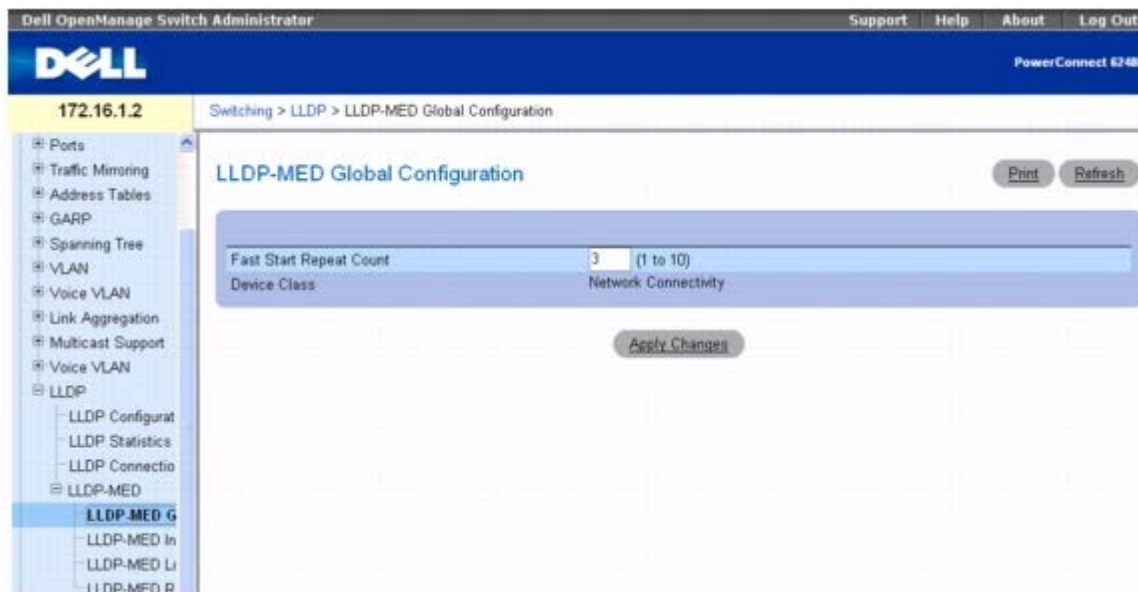 Dell OpenManage Switch Administrator
Support Help About Log Out
DELL
PowerConnect 6248
172.16.1.2
Switching > LLDP > LLDP-MED Global Configuration
Ports
Traffic Mirroring
Address Tables
GARP
Spanning Tree
VLAN
Voice VLAN
Link Aggregation
Multicast Support
Voice VLAN
LLDP
LLDP Configurat
LLDP Statistics
LLDP Connectio
LLDP-MED
LLDP-MED G
LLDP-MED In
LLDP-MED L
LLDP-MED R
LLDP-MED Global Configuration
Print Refresh
Fast Start Repeat Count 3 (1 to 10)
Device Class Network Connectivity
Apply Changes